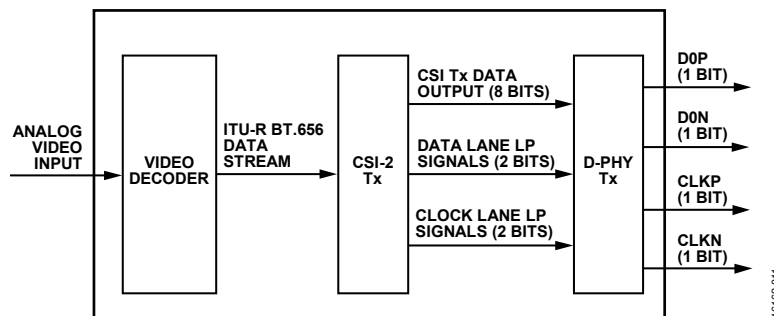 ANALOG
VIDEO
INPUT
VIDEO
DECODER
ITU-R BT.656
DATA
STREAM
CSI-2
Tx
CSI Tx DATA
OUTPUT (8 BITS)
DATA LANE LP
SIGNALS (2 BITS)
CLOCK LANE LP
SIGNALS (2 BITS)
D-PHY
Tx
D0P
(1 BIT)
D0N
(1 BIT)
CLKP
(1 BIT)
CLKN
(1 BIT)